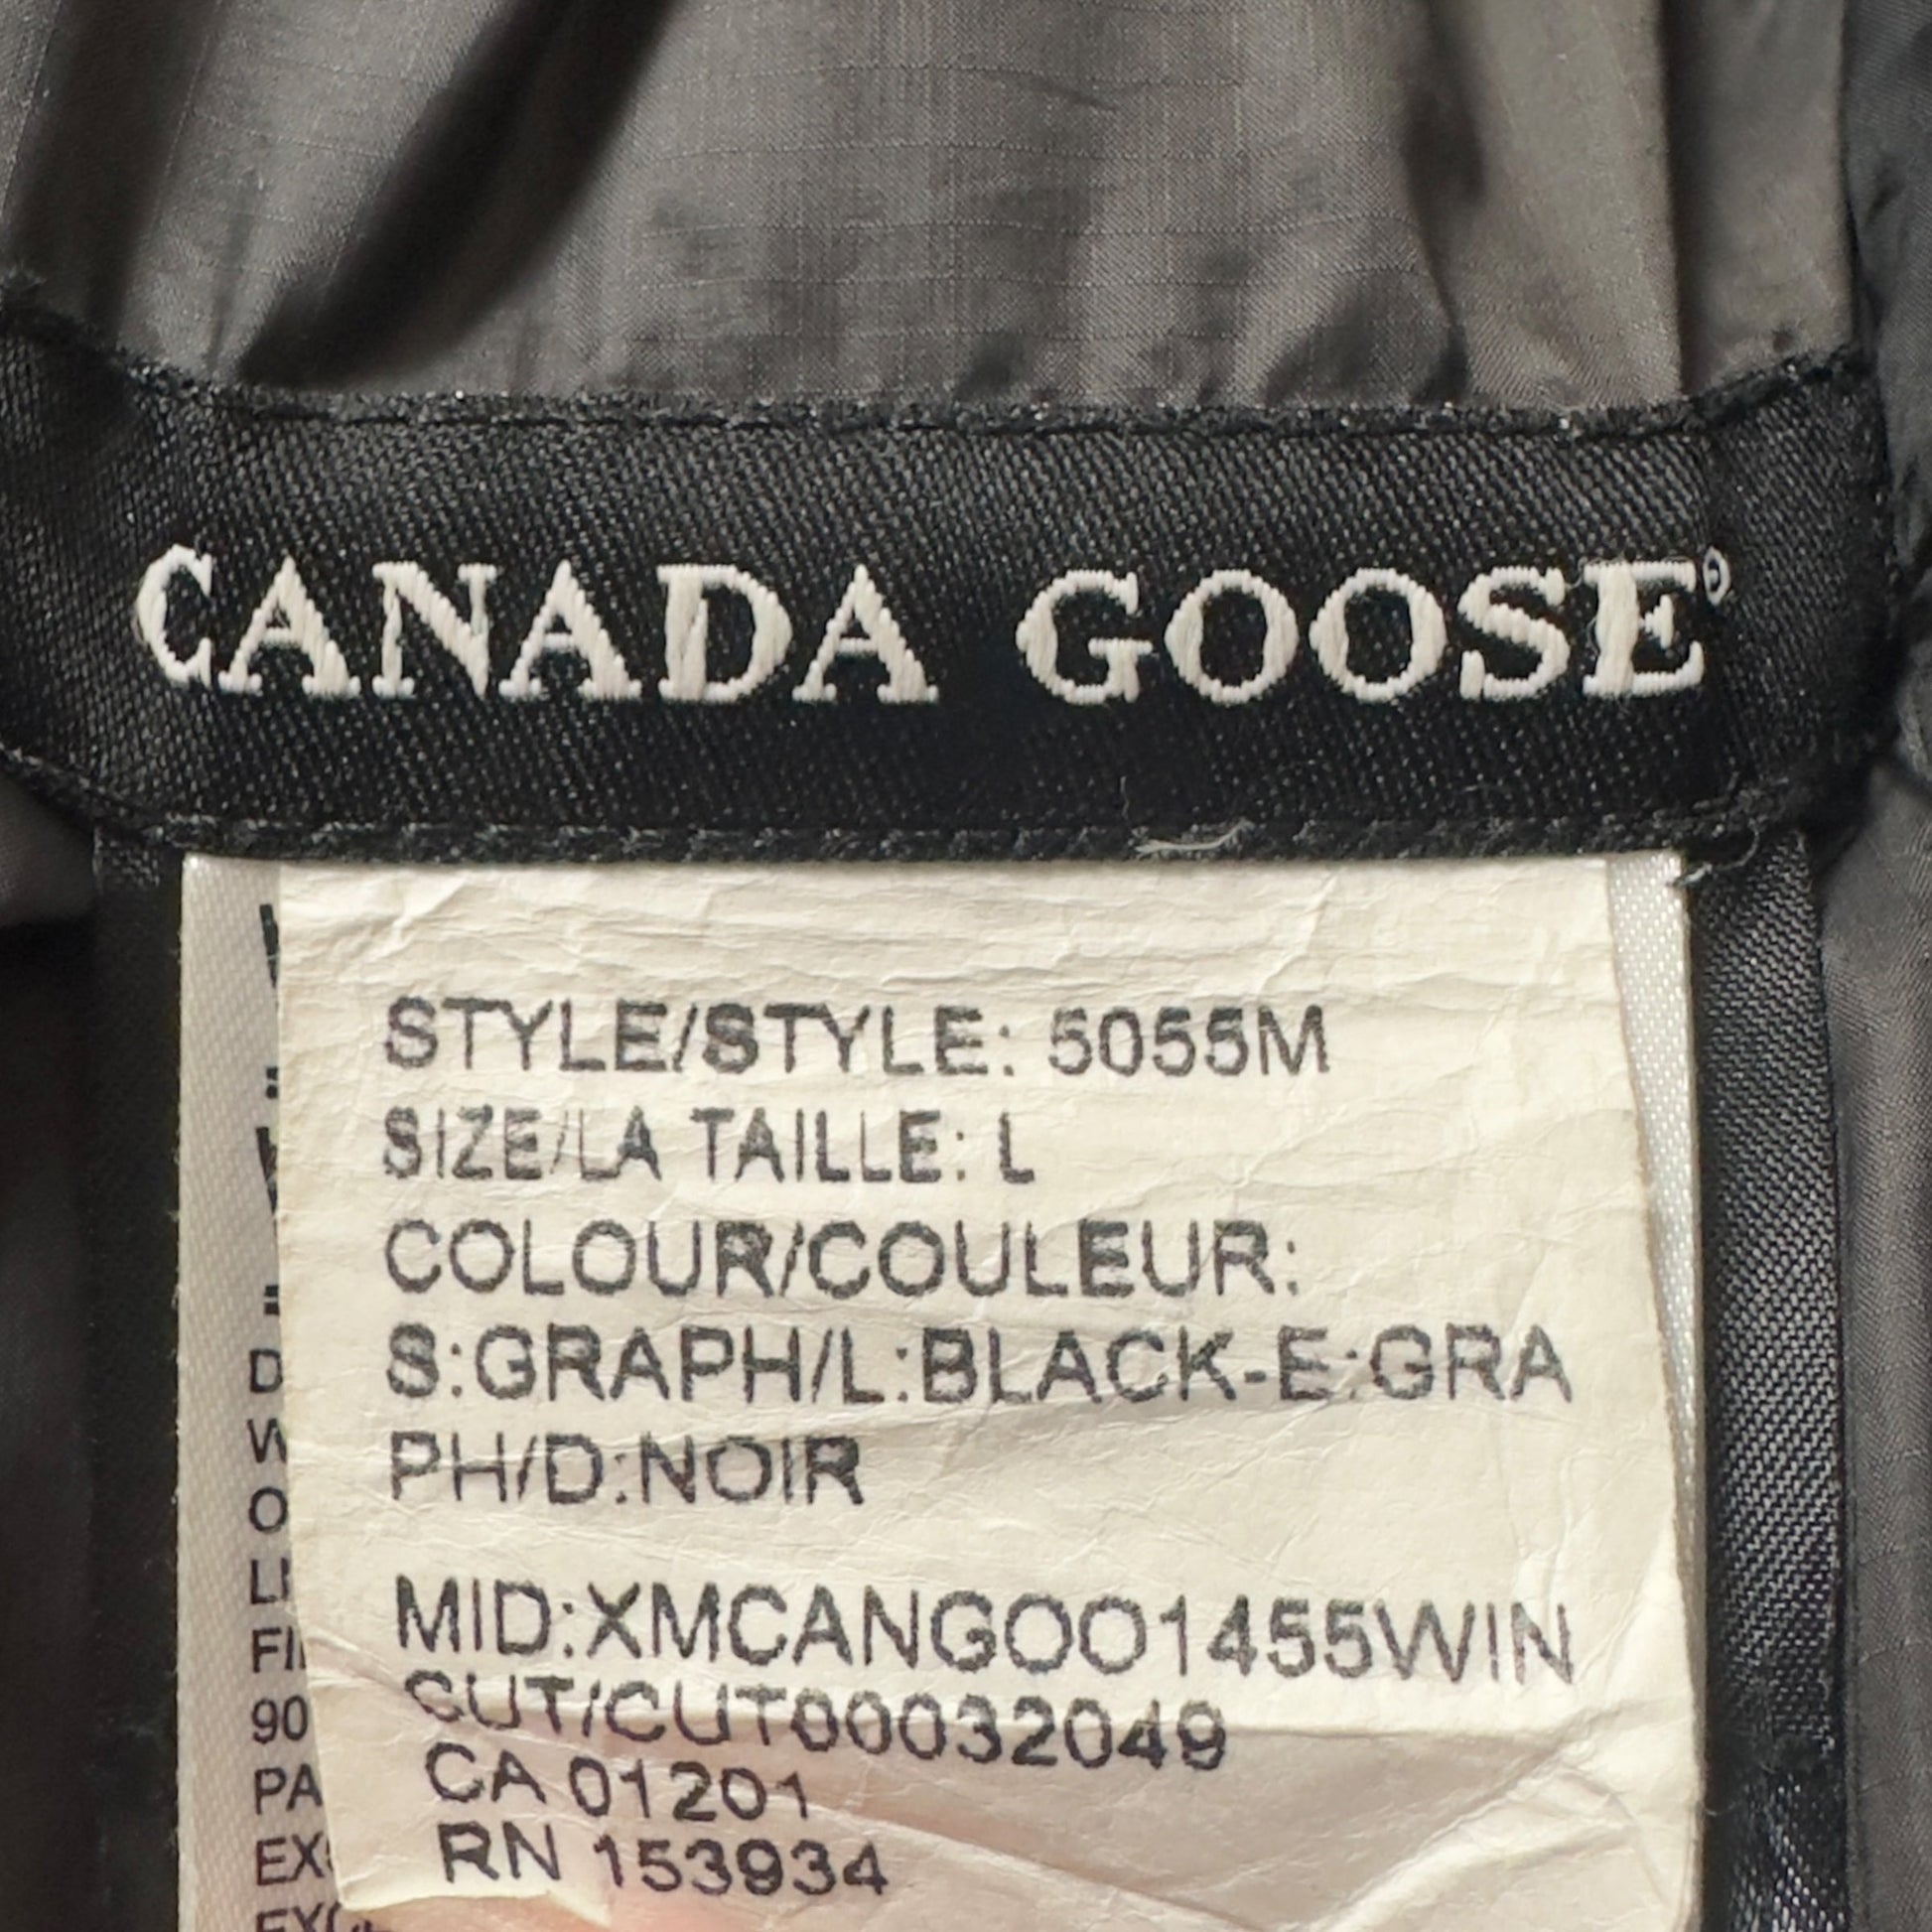 CANADA GOOSE®
STYLE/STYLE: 5055M
SIZE/LA TAILLE: L
COLOUR/COULEUR:
S:GRAPH/L:BLACK-E:GRA
PH/D:NOIR
MID:XMCANGOO1455WIN
CUT/CUT00032049
CA 01201
RN 153934